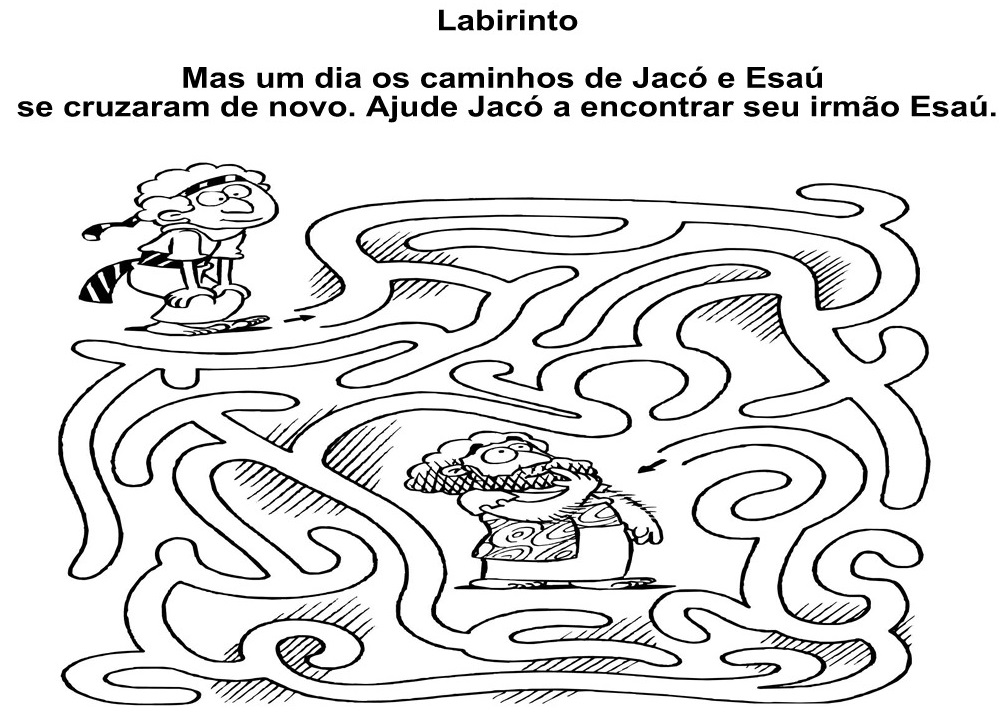 Labirinto
Mas um dia os caminhos de Jacó e Esaú
se cruzaram de novo. Ajude Jacó a encontrar seu irmão Esaú.